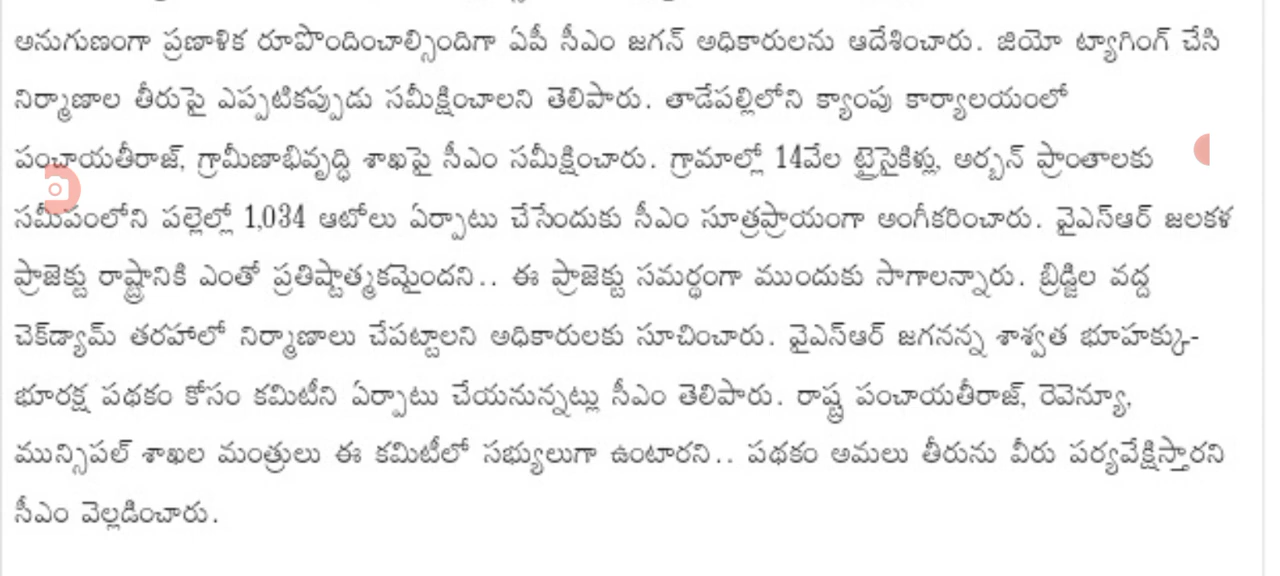 అనుగుణంగా ప్రణాళిక రూపొందించాల్సిందిగా ఏపీ సీఎం జగన్ అధికారులను ఆదేశించారు. జియో ట్యాగింగ్ చేసి
నిర్మాణాల తీరుపై ఎప్పటికప్పుడు సమీక్షించాలని తెలిపారు. తాడేపల్లిలోని క్యాంపు కార్యాలయంలో
పంచాయతీరాజ్, గ్రామీణాభివృద్ధి శాఖపై సీఎం సమీక్షించారు. గ్రామాల్లో 14వేల ట్రైసైకిళ్లు, అర్బన్ ప్రాంతాలకు
సమీపంలోని పల్లెల్లో 1,034 ఆటోలు ఏర్పాటు చేసేందుకు సీఎం సూత్రప్రాయంగా అంగీకరించారు. వైఎస్ఆర్ జలకళ
ప్రాజెక్టు రాష్ట్రానికి ఎంతో ప్రతిష్టాత్మకమైందని.. ఈ ప్రాజెక్టు సమర్థంగా ముందుకు సాగాలన్నారు. బ్రిడ్జిల వద్ద
చెక్‌డ్యామ్ తరహాలో నిర్మాణాలు చేపట్టాలని అధికారులకు సూచించారు. వైఎస్ఆర్ జగనన్న శాశ్వత భూహక్కు-
భూరక్ష పథకం కోసం కమిటీని ఏర్పాటు చేయనున్నట్లు సీఎం తెలిపారు. రాష్ట్ర పంచాయతీరాజ్, రెవెన్యూ,
మున్సిపల్ శాఖల మంత్రులు ఈ కమిటీలో సభ్యులుగా ఉంటారని.. పథకం అమలు తీరును వీరు పర్యవేక్షిస్తారని
సీఎం వెల్లడించారు.